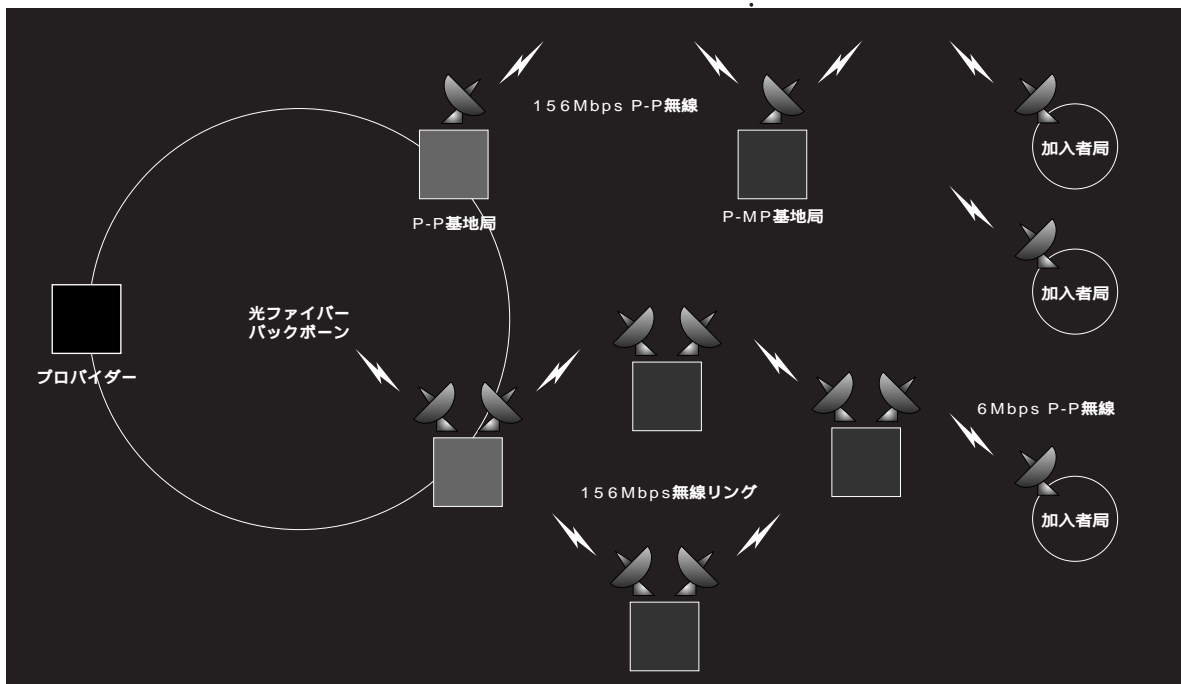 156Mbps P-P無線
加入者局
P-P基地局
P-MP基地局
加入者局
光ファイバー
バックボーン
プロバイダー
6Mbps P-P無線
156Mbps無線リング
加入者局